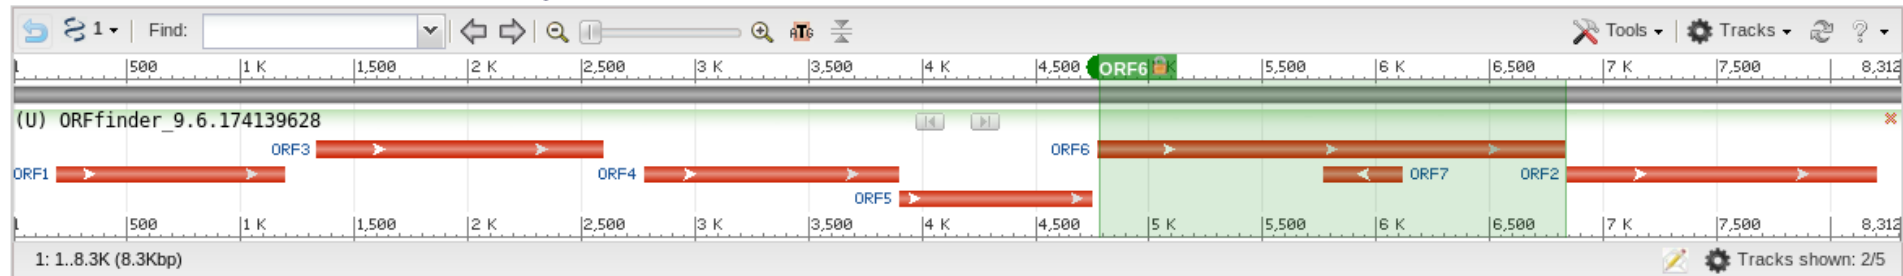 1 Find: ATG Tools Tracks ?
1 500 1 K 1,500 2 K 2,500 3 K 3,500 4 K 4,500 ORF6 K 5,500 6 K 6,500 7 K 7,500 8,312
(U) ORFfinder_9.6.174139628
ORF3 ORF6
ORF1 ORF4 ORF7 ORF2
ORF5
1 500 1 K 1,500 2 K 2,500 3 K 3,500 4 K 4,500 5 K 5,500 6 K 6,500 7 K 7,500 8,312
1: 1..8.3K (8.3Kbp) Tracks shown: 2/5